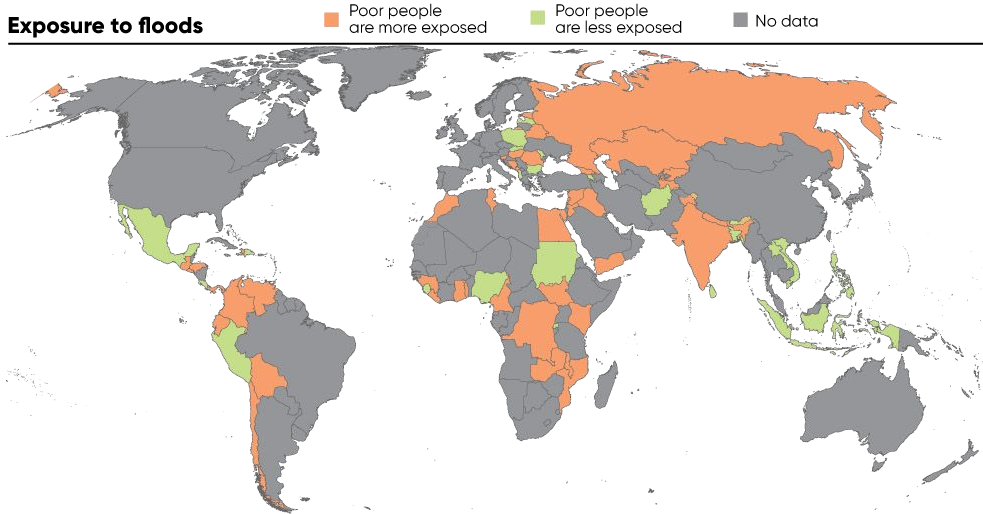 Exposure to floods
Poor people
are more exposed
Poor people
are less exposed
No data